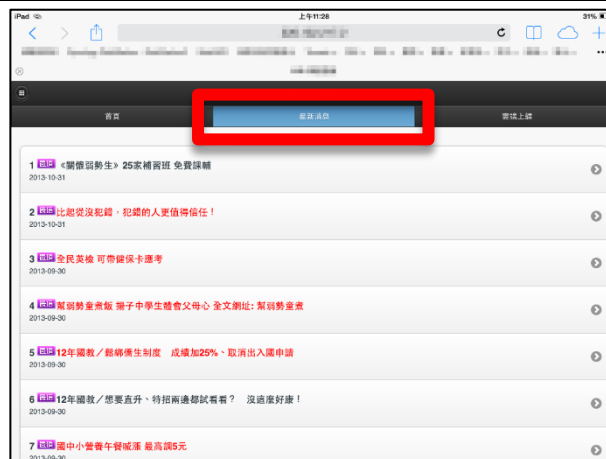 iPad
上午11:28
31%
首頁
最新消息
雲端上課
1 《關懷弱勢生》 25家補習班 免費課輔
2013-10-31
2 比起從沒犯錯，犯錯的人更值得信任！
2013-10-31
3 全民英檢 可帶健保卡應考
2013-09-30
4 幫弱勢童煮飯 揚子中學生體會父母心 全文網址: 幫弱勢童煮
2013-09-30
5 12年國教／鬆綁僑生制度 成績加25%、取消出入國申請
2013-09-30
6 12年國教／想要直升、特招兩邊都試看看？ 沒這麼好康！
2013-09-30
7 國中小營養午餐喊漲 最高調5元
2013-09-30